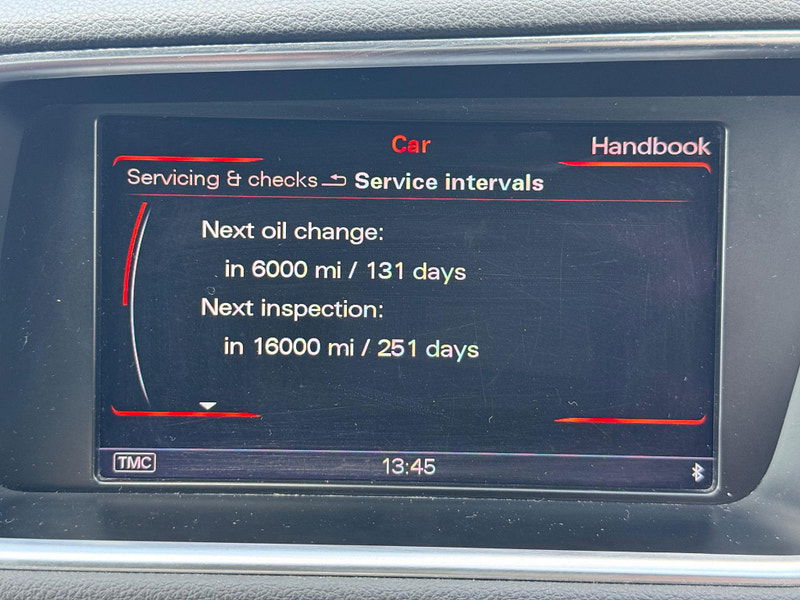 Car
Handbook
Servicing & checks Service intervals
Next oil change:
in 6000 mi / 131 days
Next inspection:
in 16000 mi / 251 days
TMC
13:45